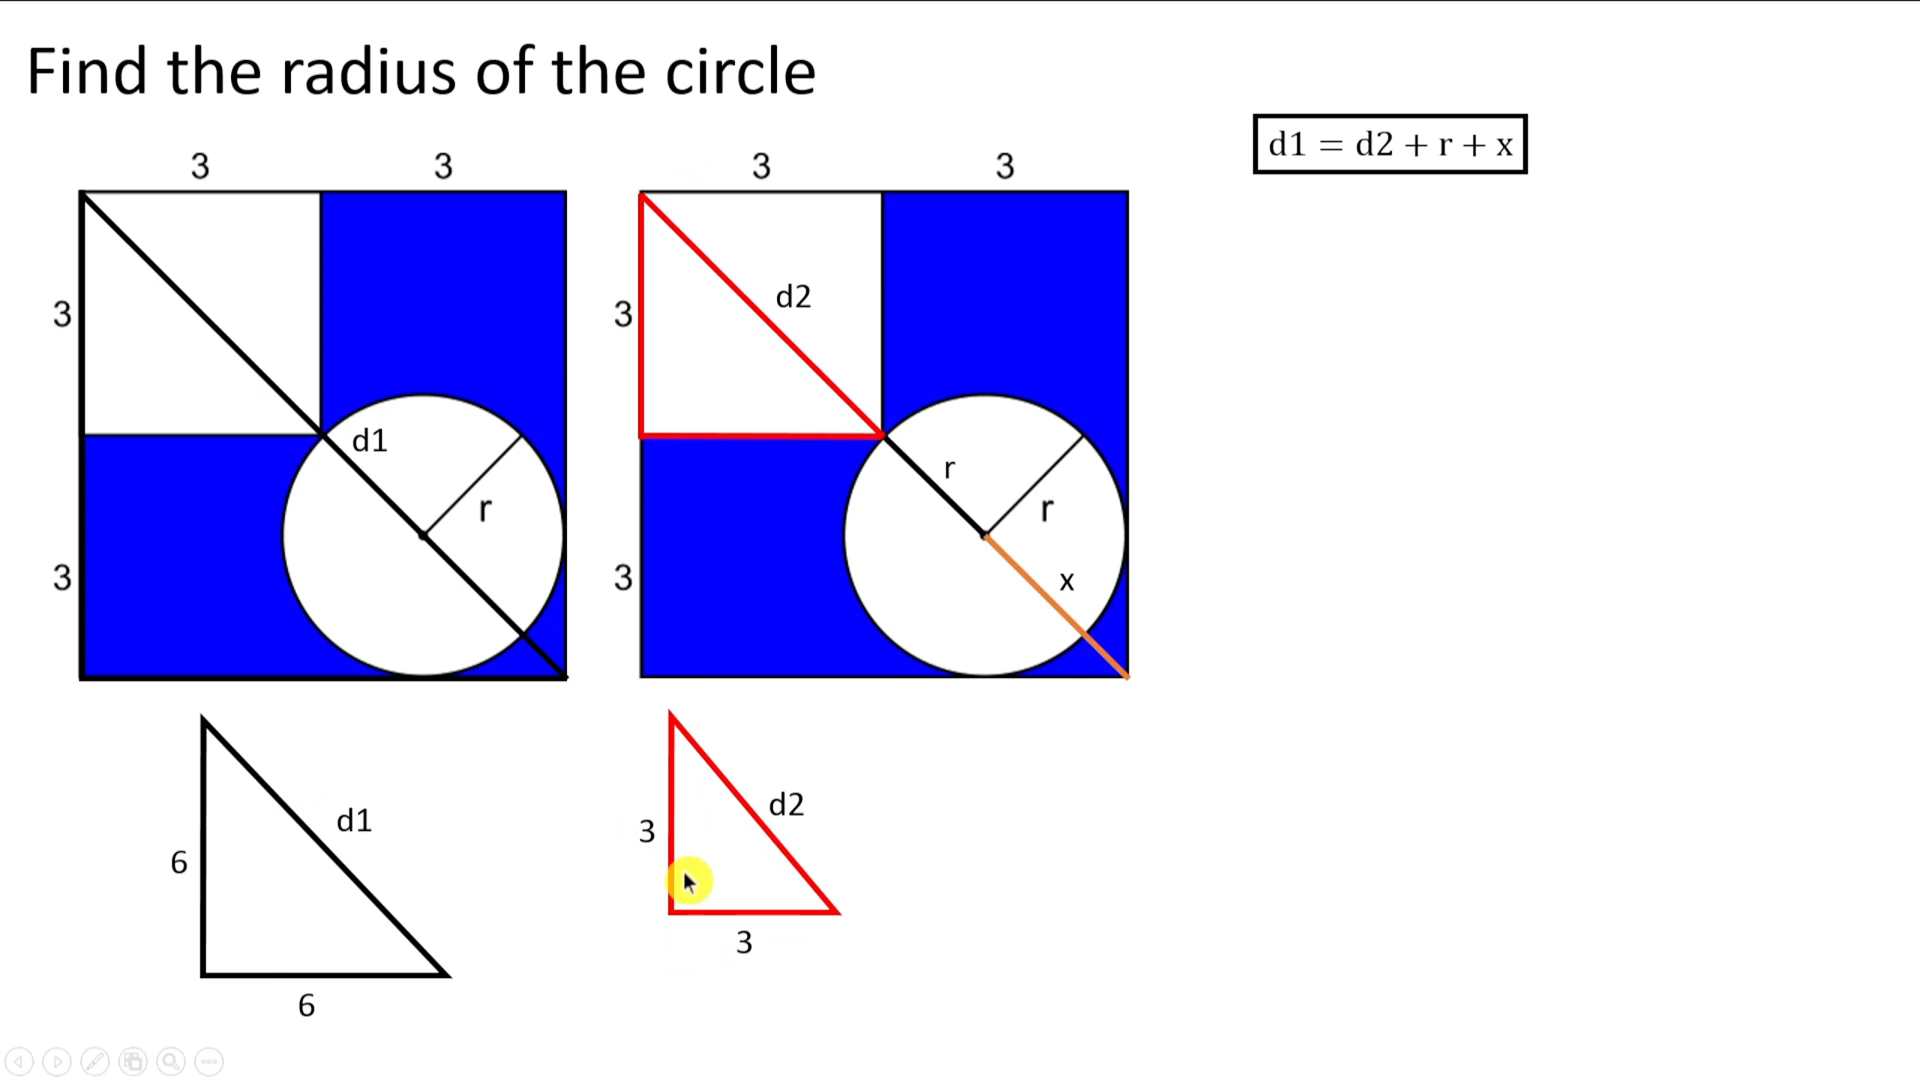 Find the radius of the circle
d1 = d2 + r + x
3 3 3 3
3 d2 3
d1 r r r
3 3 x
d1 d2
6 3
3
6